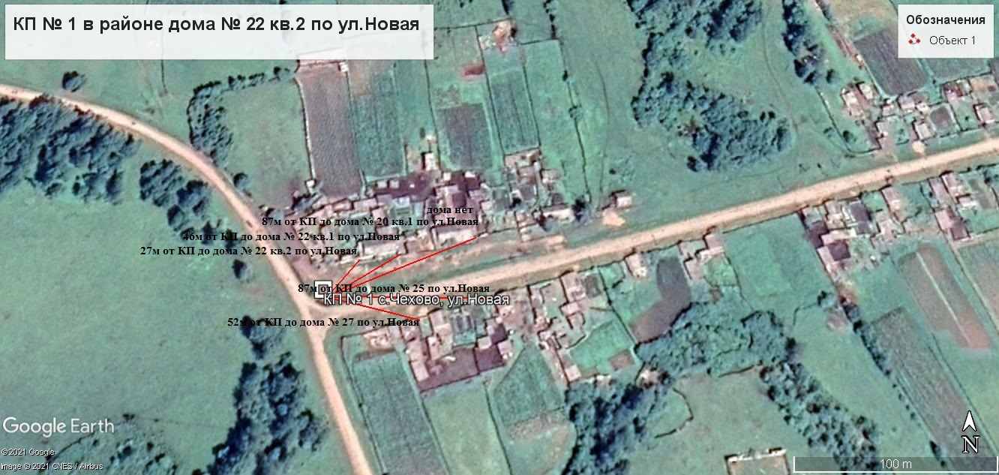 КП № 1 в районе дома № 22 кв.2 по ул.Новая
Обозначения
Объект 1
дома нет
87м от КП до дома № 20 кв.1 по ул.Новая
46м от КП до дома № 22 кв.1 по ул.Новая
27м от КП до дома № 22 кв.2 по ул.Новая
87м от КП до дома № 25 по ул.Новая
КП № 1 с.Чехово, ул.Новая
52м от КП до дома № 27 по ул.Новая
Google Earth
©2021 Google
Image © 2021 CNES / Airbus
N
100 m